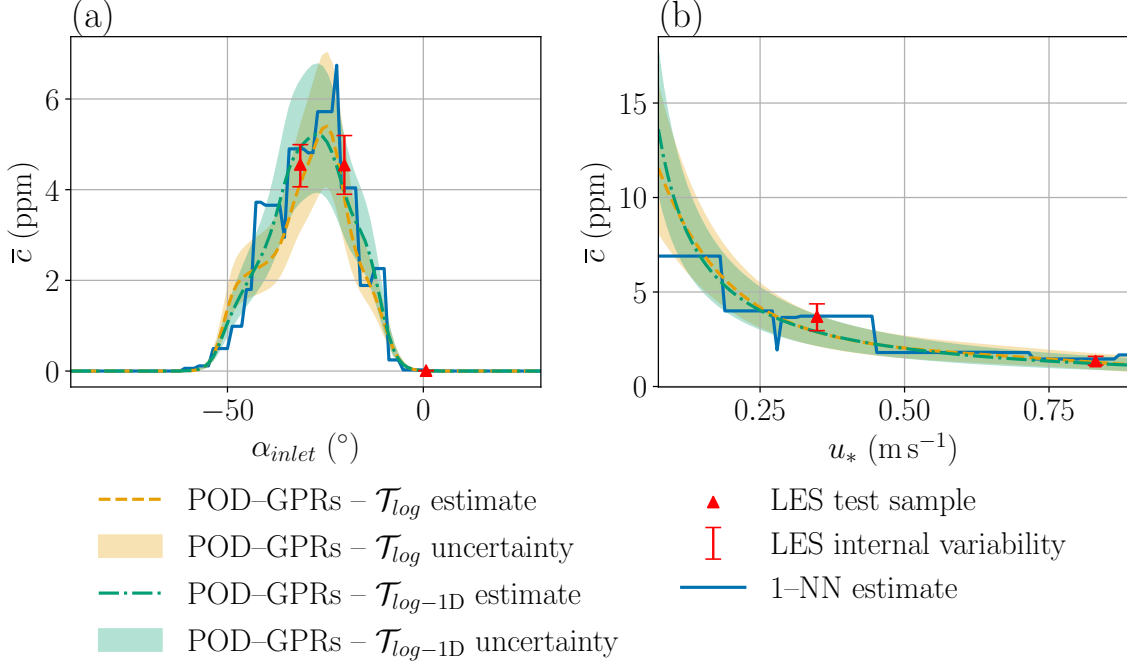 (a)
(b)
6
4
2
0
c̅ (ppm)
−50
0
α_inlet (°)
15
10
5
0
c̅ (ppm)
0.25
0.50
0.75
u_* (m s⁻¹)
POD–GPRs – 𝒯_log estimate
POD–GPRs – 𝒯_log uncertainty
POD–GPRs – 𝒯_log−1D estimate
POD–GPRs – 𝒯_log−1D uncertainty
LES test sample
LES internal variability
1–NN estimate